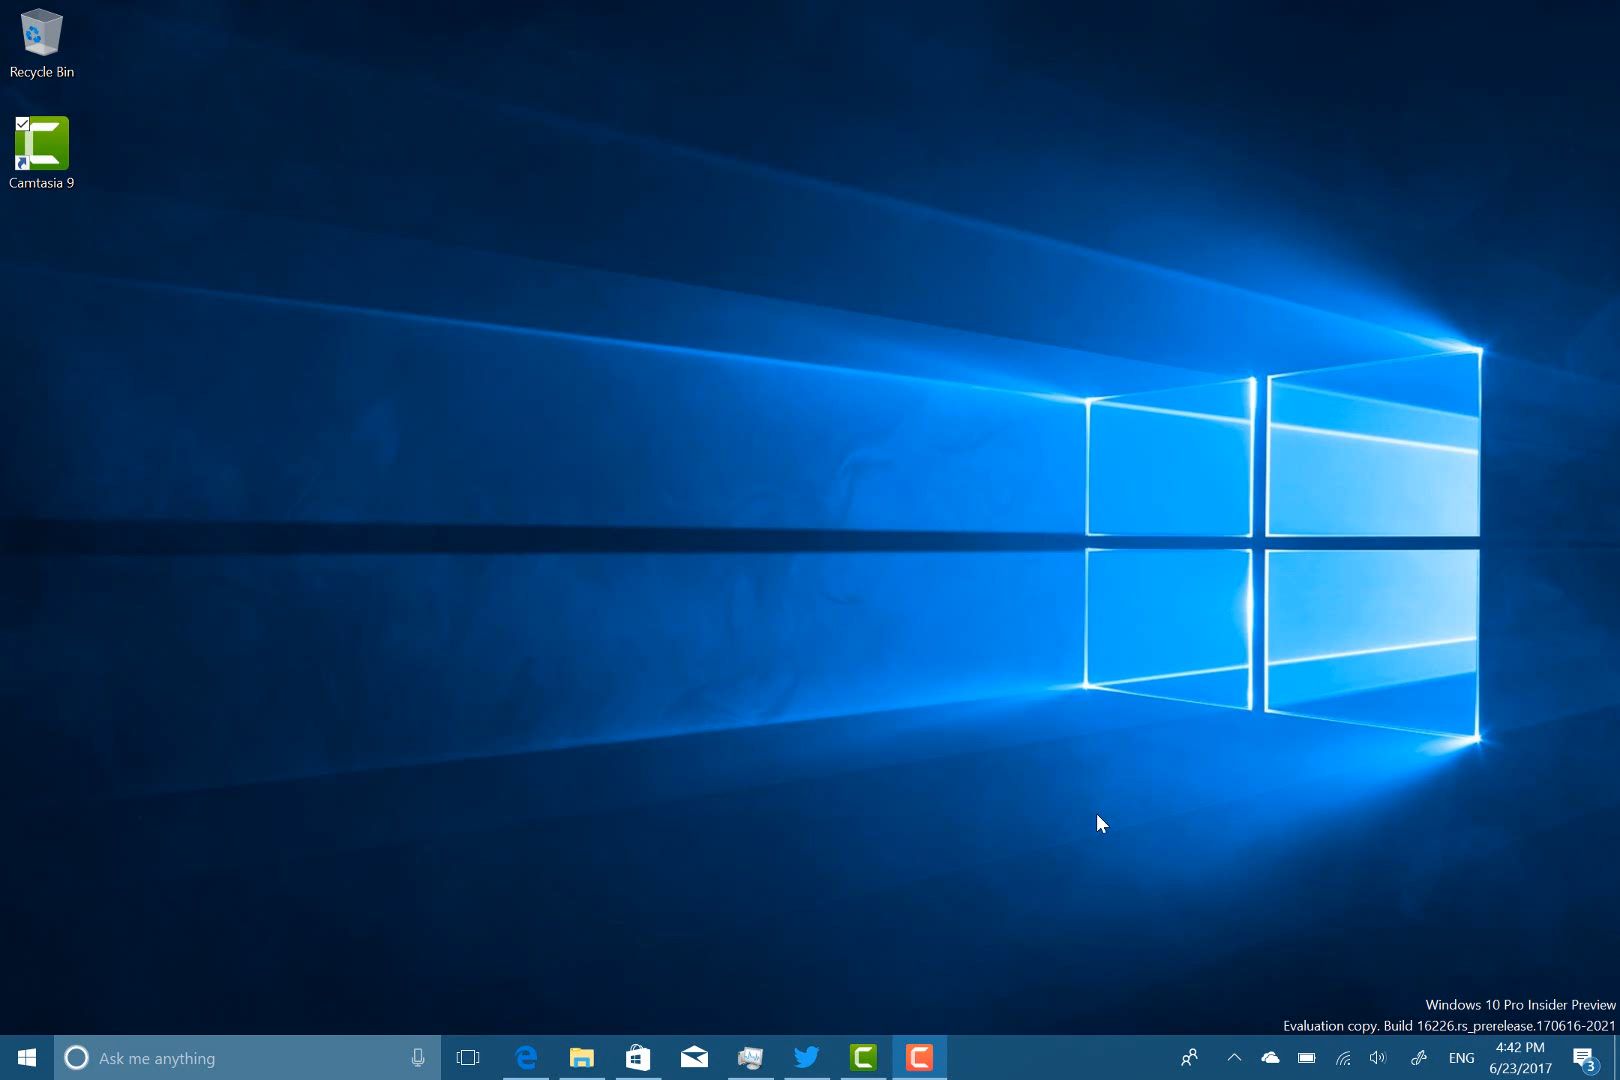 Recycle Bin
Camtasia 9
Windows 10 Pro Insider Preview
Evaluation copy. Build 16226.rs_prerelease.170616-2021
Ask me anything
ENG
4:42 PM
6/23/2017
3